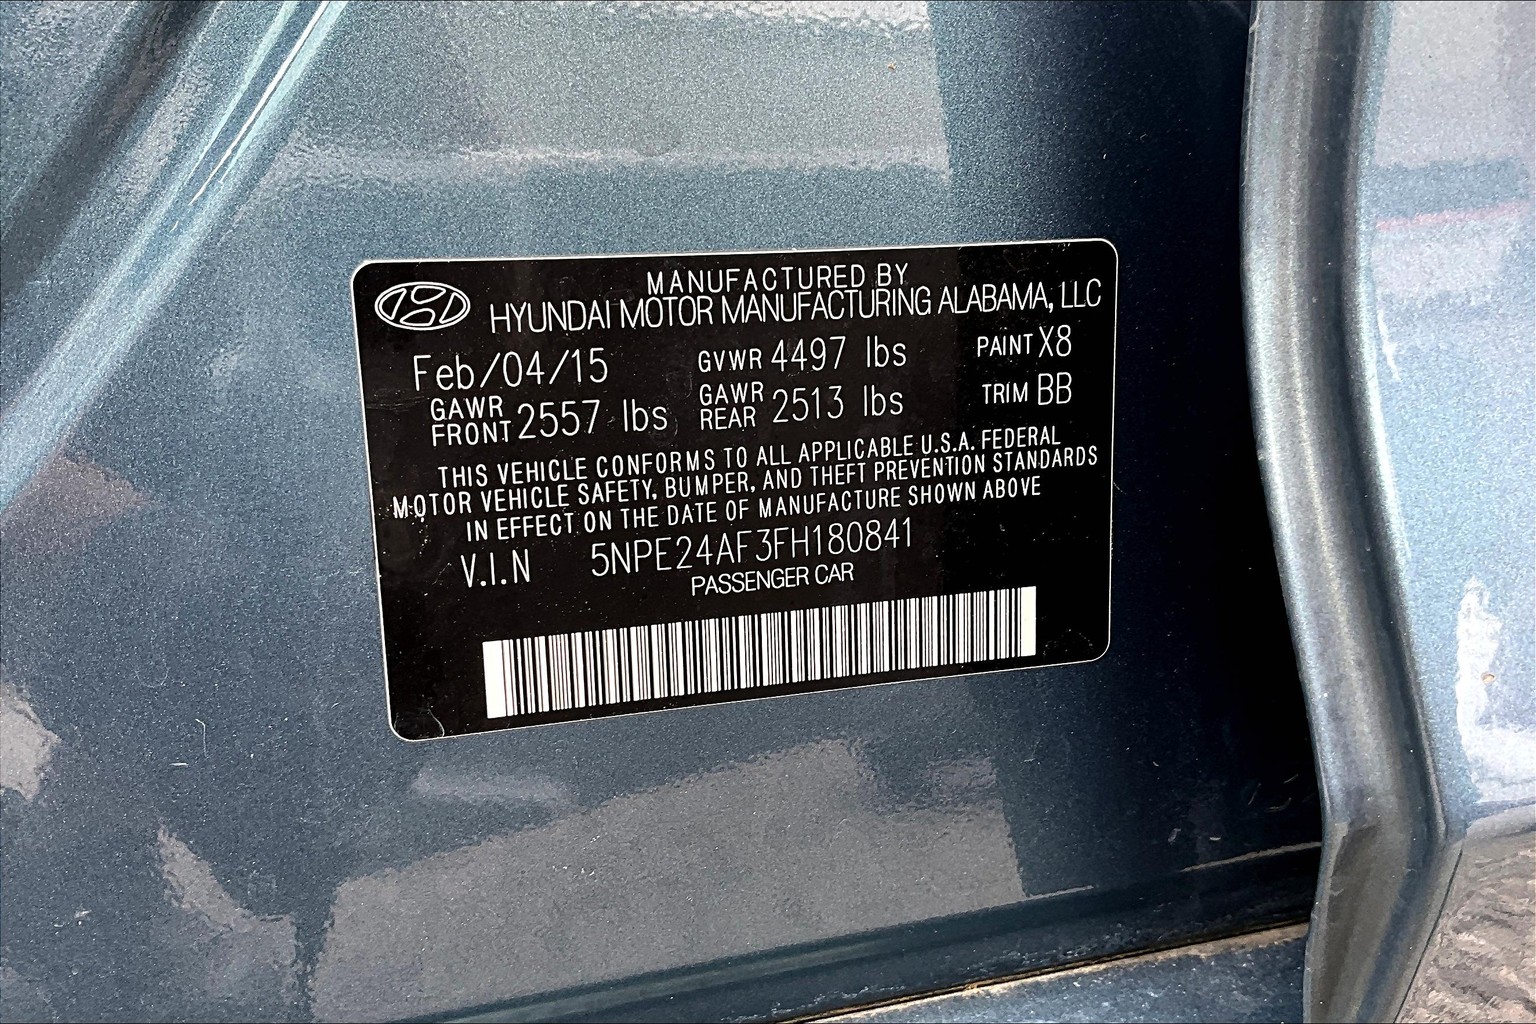 MANUFACTURED BY
HYUNDAI MOTOR MANUFACTURING ALABAMA, LLC
Feb/04/15 GVWR 4497 lbs PAINT X8
GAWR FRONT 2557 lbs GAWR REAR 2513 lbs TRIM BB
THIS VEHICLE CONFORMS TO ALL APPLICABLE U.S.A. FEDERAL
MOTOR VEHICLE SAFETY, BUMPER, AND THEFT PREVENTION STANDARDS
IN EFFECT ON THE DATE OF MANUFACTURE SHOWN ABOVE
V.I.N 5NPE24AF3FH180841
PASSENGER CAR